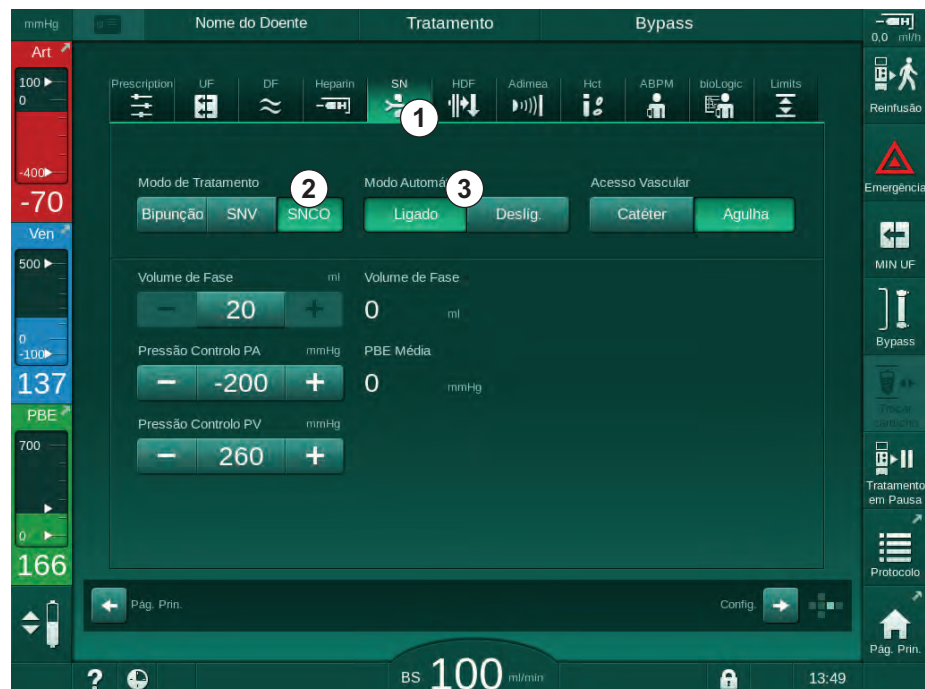 mmHg
Nome do Doente
Tratamento
Bypass
0,0 ml/h
Art
100
0
-400
-70
Ven
500
0
-100
137
PBE
700
0
166
Prescription
UF
DF
Heparin
SN
HDF
Adimea
Hct
ABPM
bioLogic
Limits
1
Modo de Tratamento
2
Modo Automá
3
Acesso Vascular
Bipunção
SNV
SNCO
Ligado
Deslig.
Catéter
Agulha
Volume de Fase ml
20
Volume de Fase
0 ml
Pressão Controlo PA mmHg
-200
PBE Média
0 mmHg
Pressão Controlo PV mmHg
260
Pág. Prin.
Config.
Reinfusão
Emergência
MIN UF
Bypass
Trocar
cartucho
Tratamento
em Pausa
Protocolo
Pág. Prin.
?
BS 100 ml/min
13:49